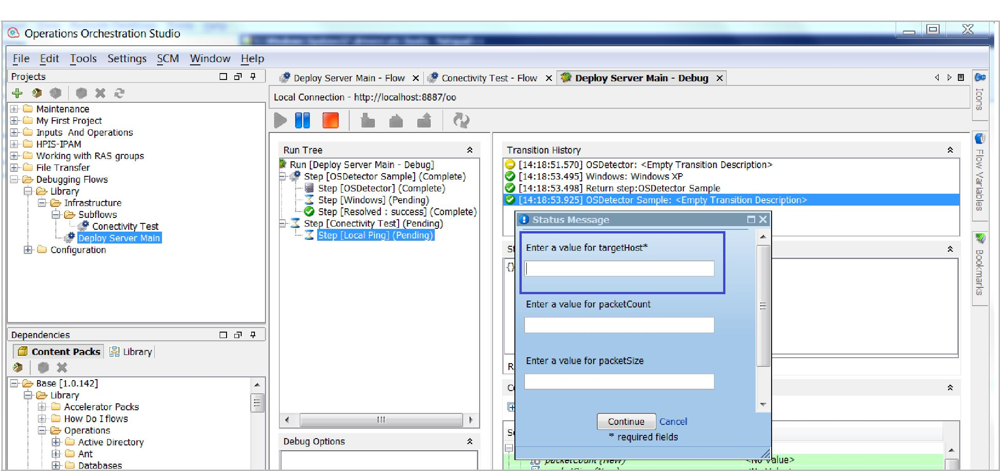 Operations Orchestration Studio
File Edit Tools Settings SCM Window Help
Projects
Maintenance
My First Project
Inputs And Operations
HPIS-IPAM
Working with RAS groups
File Transfer
Debugging Flows
Library
Infrastructure
Subflows
Conectivity Test
Deploy Server Main
Configuration
Dependencies
Content Packs Library
Base [1.0.142]
Library
Accelerator Packs
How Do I flows
Operations
Active Directory
Ant
Databases
Deploy Server Main - Flow Conectivity Test - Flow Deploy Server Main - Debug
Local Connection - http://localhost:8887/oo
Run Tree
Run [Deploy Server Main - Debug]
Step [OSDetector Sample] (Complete)
Step [OSDetector] (Complete)
Step [Windows] (Pending)
Step [Resolved : success] (Complete)
Step [Conectivity Test] (Pending)
Step [Local Ping] (Pending)
Debug Options
Transition History
[14:18:51.570] OSDetector: <Empty Transition Description>
[14:18:53.495] Windows: Windows XP
[14:18:53.498] Return step:OSDetector Sample
[14:18:53.925] OSDetector Sample: <Empty Transition Description>
{}
Status Message
Enter a value for targetHost*
Enter a value for packetCount
Enter a value for packetSize
Continue Cancel
* required fields
packetCount (New) <No Value>
Icons
Flow Variables
Bookmarks